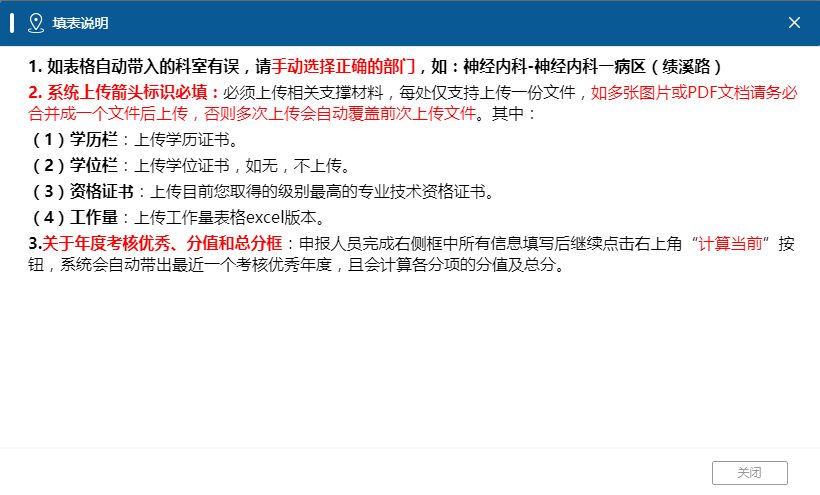 填表说明
1. 如表格自动带入的科室有误，请手动选择正确的部门，如：神经内科-神经内科一病区（绩溪路）
2. 系统上传箭头标识必填：必须上传相关支撑材料，每处仅支持上传一份文件，如多张图片或PDF文档请务必
合并成一个文件后上传，否则多次上传会自动覆盖前次上传文件。其中：
（1）学历栏：上传学历证书。
（2）学位栏：上传学位证书，如无，不上传。
（3）资格证书：上传目前您取得的级别最高的专业技术资格证书。
（4）工作量：上传工作量表格excel版本。
3.关于年度考核优秀、分值和总分框：申报人员完成右侧框中所有信息填写后继续点击右上角“计算当前”按
钮，系统会自动带出最近一个考核优秀年度，且会计算各分项的分值及总分。
关闭